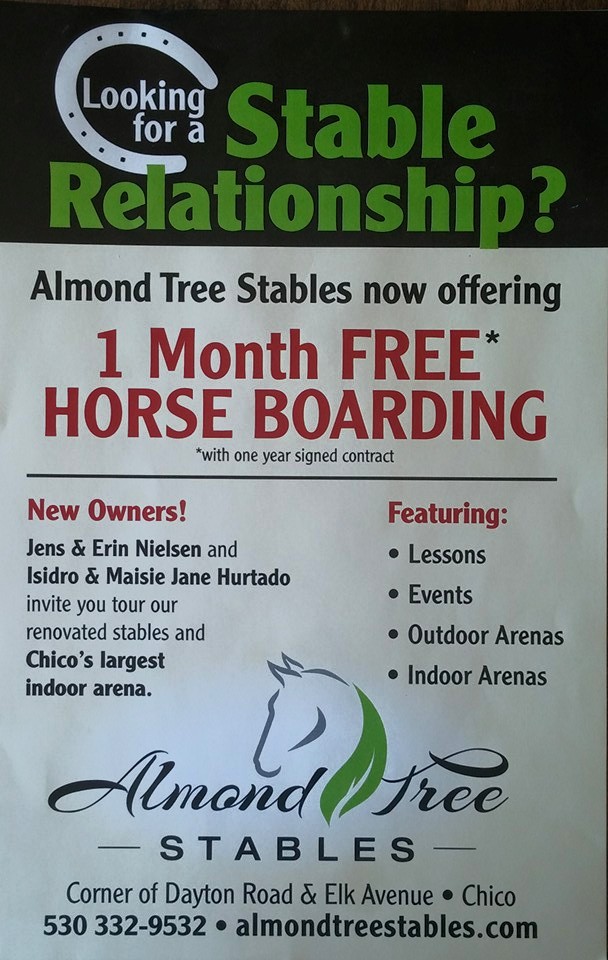 Looking
for a
Stable
Relationship?
Almond Tree Stables now offering
1 Month FREE*
HORSE BOARDING
*with one year signed contract
New Owners!
Jens & Erin Nielsen and
Isidro & Maisie Jane Hurtado
invite you tour our
renovated stables and
Chico's largest
indoor arena.
Featuring:
• Lessons
• Events
• Outdoor Arenas
• Indoor Arenas
Almond Tree
STABLES
Corner of Dayton Road & Elk Avenue • Chico
530 332-9532 • almondtreestables.com